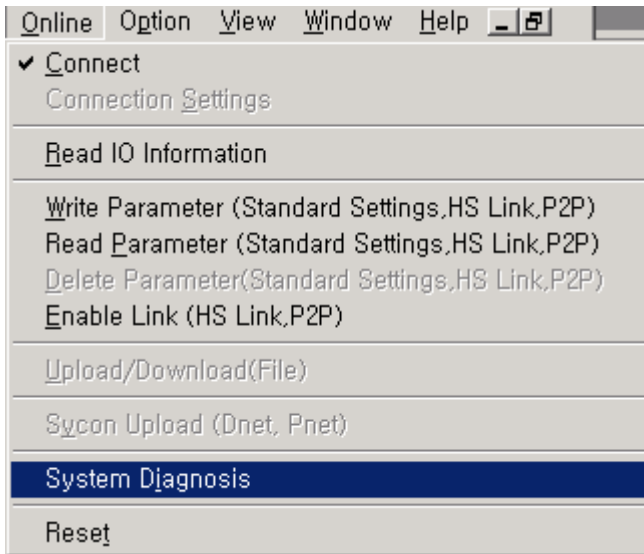 Online Option View Window Help
Connect
Connection Settings
Read IO Information
Write Parameter (Standard Settings,HS Link,P2P)
Read Parameter (Standard Settings,HS Link,P2P)
Delete Parameter(Standard Settings,HS Link,P2P)
Enable Link (HS Link,P2P)
Upload/Download(File)
Sycon Upload (Dnet, Pnet)
System Diagnosis
Reset